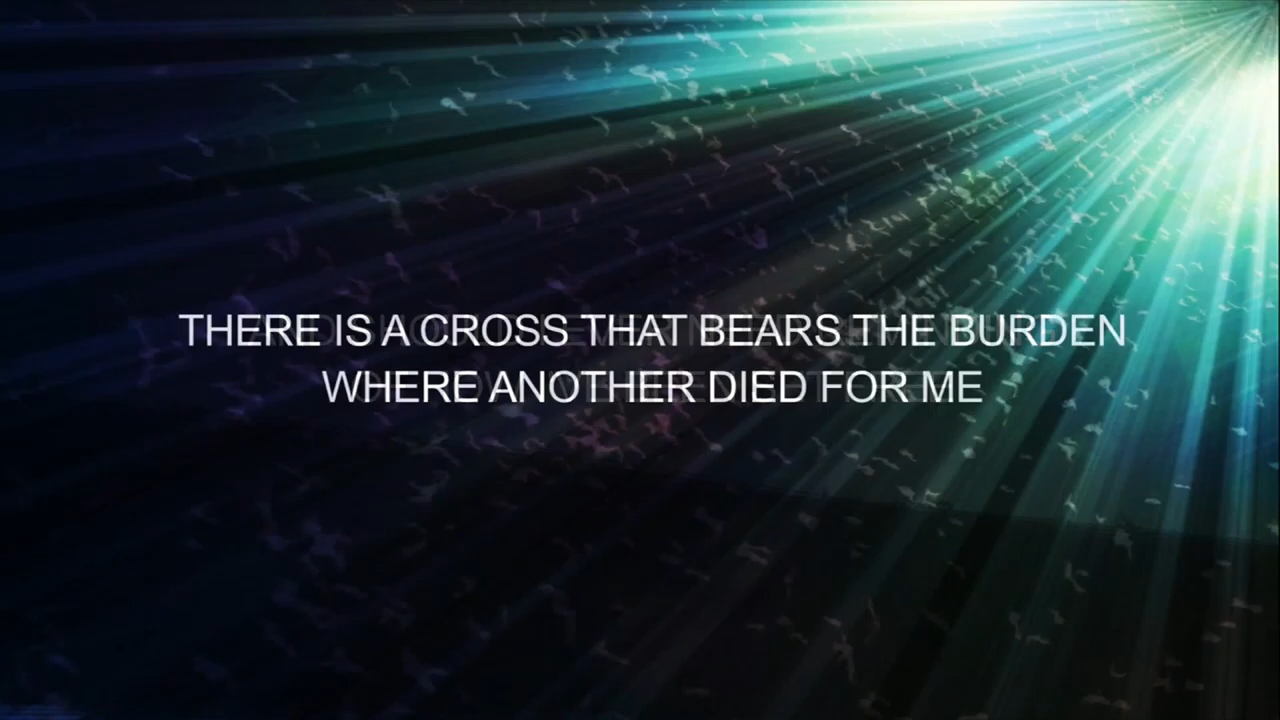 THERE IS A CROSS THAT BEARS THE BURDEN
WHERE ANOTHER DIED FOR ME